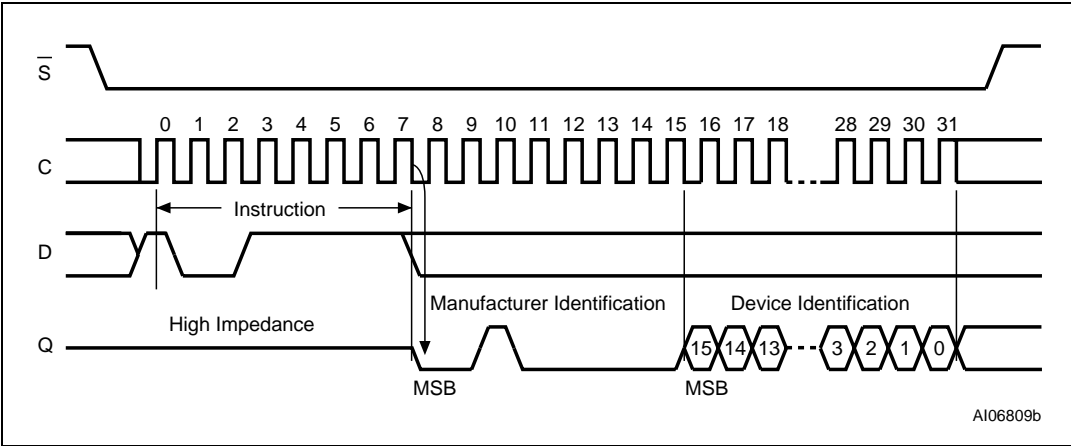 S
0 1 2 3 4 5 6 7 8 9 10 11 12 13 14 15 16 17 18 28 29 30 31
C
Instruction
D
Manufacturer Identification Device Identification
High Impedance
Q
15 14 13 3 2 1 0
MSB MSB
AI06809b